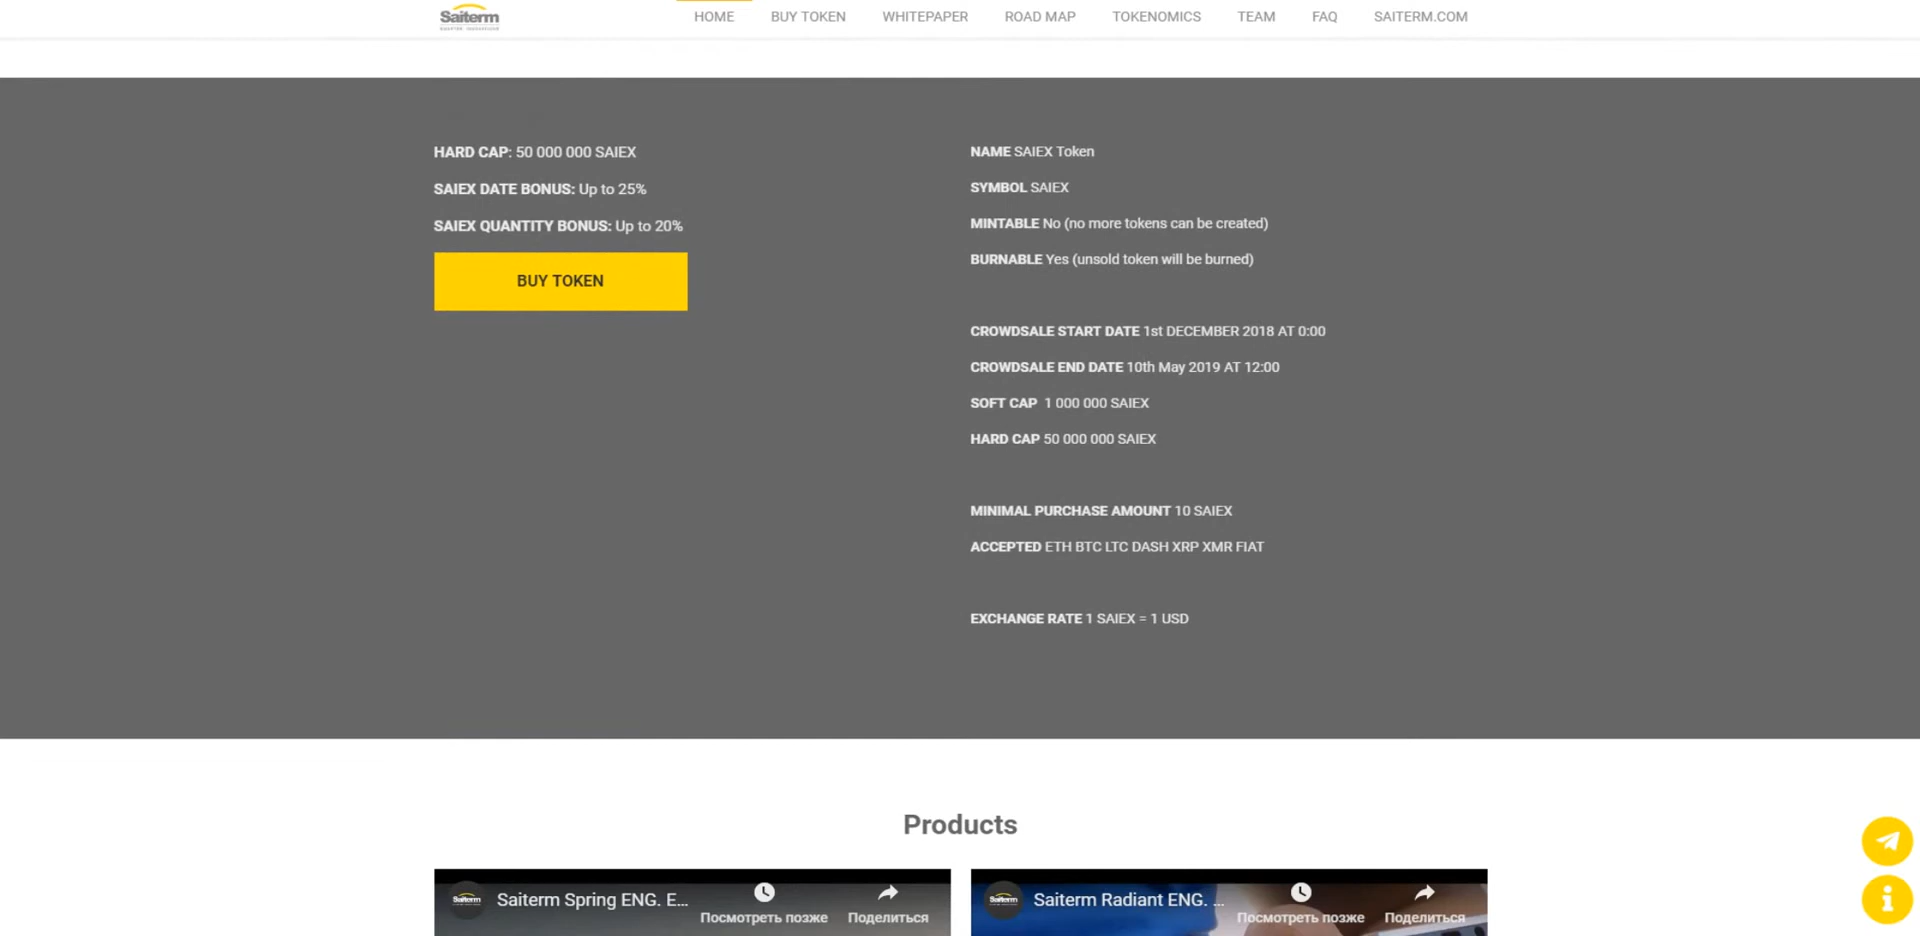 Saiterm
HOME
BUY TOKEN
WHITEPAPER
ROAD MAP
TOKENOMICS
TEAM
FAQ
SAITERM.COM
HARD CAP: 50 000 000 SAIEX
SAIEX DATE BONUS: Up to 25%
SAIEX QUANTITY BONUS: Up to 20%
BUY TOKEN
NAME SAIEX Token
SYMBOL SAIEX
MINTABLE No (no more tokens can be created)
BURNABLE Yes (unsold token will be burned)
CROWDSALE START DATE 1st DECEMBER 2018 AT 0:00
CROWDSALE END DATE 10th May 2019 AT 12:00
SOFT CAP 1 000 000 SAIEX
HARD CAP 50 000 000 SAIEX
MINIMAL PURCHASE AMOUNT 10 SAIEX
ACCEPTED ETH BTC LTC DASH XRP XMR FIAT
EXCHANGE RATE 1 SAIEX = 1 USD
Products
Saiterm
Saiterm Spring ENG. E...
Посмотреть позже
Поделиться
Saiterm
Saiterm Radiant ENG. ...
Посмотреть позже
Поделиться